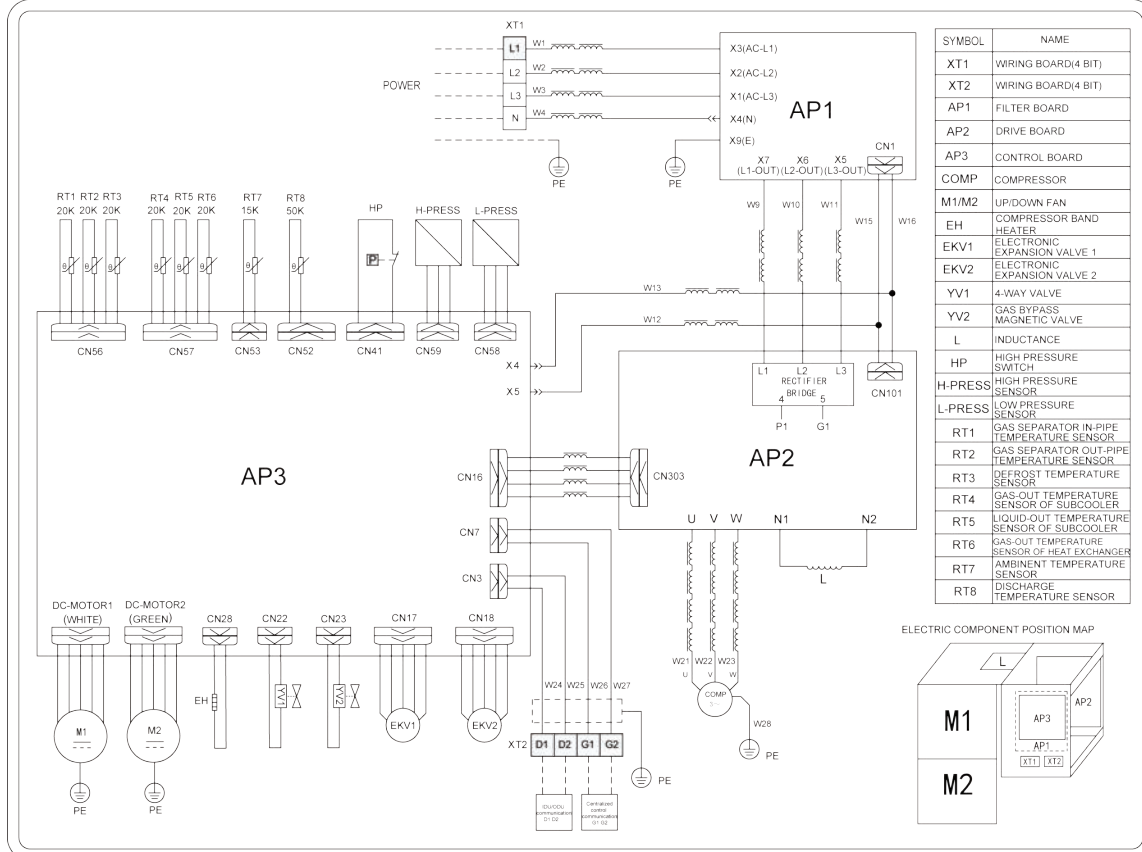 XT1
L1 W1
L2 W2
L3 W3
N W4
POWER
PE
X3(AC-L1)
X2(AC-L2)
X1(AC-L3)
X4(N)
X9(E)
PE
AP1
CN1
X7 X6 X5
(L1-OUT) (L2-OUT) (L3-OUT)
W9 W10 W11 W15 W16
RT1 RT2 RT3
20K 20K 20K
RT4 RT5 RT6
20K 20K 20K
RT7
15K
RT8
50K
HP
H-PRESS
L-PRESS
θ θ θ θ θ θ θ θ
P
CN56 CN57 CN53 CN52 CN41 CN59 CN58
W13
W12
X4
X5
L1 L2 L3
RECTIFIER
BRIDGE
4 5
P1 G1
CN101
AP3
AP2
CN16
CN303
CN7
CN3
U V W N1 N2
L
DC-MOTOR1
(WHITE)
DC-MOTOR2
(GREEN)
CN28 CN22 CN23 CN17 CN18
M1
M2
EH
YV1
YV2
EKV1
EKV2
PE
PE
W24 W25 W26 W27
XT2 D1 D2 G1 G2
PE
IDU/ODU
communication
D1 D2
Centralized
control
communication
G1 G2
W21 W22 W23
U V W
COMP
3~
W28
PE
SYMBOL NAME
XT1 WIRING BOARD(4 BIT)
XT2 WIRING BOARD(4 BIT)
AP1 FILTER BOARD
AP2 DRIVE BOARD
AP3 CONTROL BOARD
COMP COMPRESSOR
M1/M2 UP/DOWN FAN
EH COMPRESSOR BAND
HEATER
EKV1 ELECTRONIC
EXPANSION VALVE 1
EKV2 ELECTRONIC
EXPANSION VALVE 2
YV1 4-WAY VALVE
YV2 GAS BYPASS
MAGNETIC VALVE
L INDUCTANCE
HP HIGH PRESSURE
SWITCH
H-PRESS HIGH PRESSURE
SENSOR
L-PRESS LOW PRESSURE
SENSOR
RT1 GAS SEPARATOR IN-PIPE
TEMPERATURE SENSOR
RT2 GAS SEPARATOR OUT-PIPE
TEMPERATURE SENSOR
RT3 DEFROST TEMPERATURE
SENSOR
RT4 GAS-OUT TEMPERATURE
SENSOR OF SUBCOOLER
RT5 LIQUID-OUT TEMPERATURE
SENSOR OF SUBCOOLER
RT6 GAS-OUT TEMPERATURE
SENSOR OF HEAT EXCHANGER
RT7 AMBINENT TEMPERATURE
SENSOR
RT8 DISCHARGE
TEMPERATURE SENSOR
ELECTRIC COMPONENT POSITION MAP
L
M1
M2
AP3
AP2
AP1
XT1 XT2